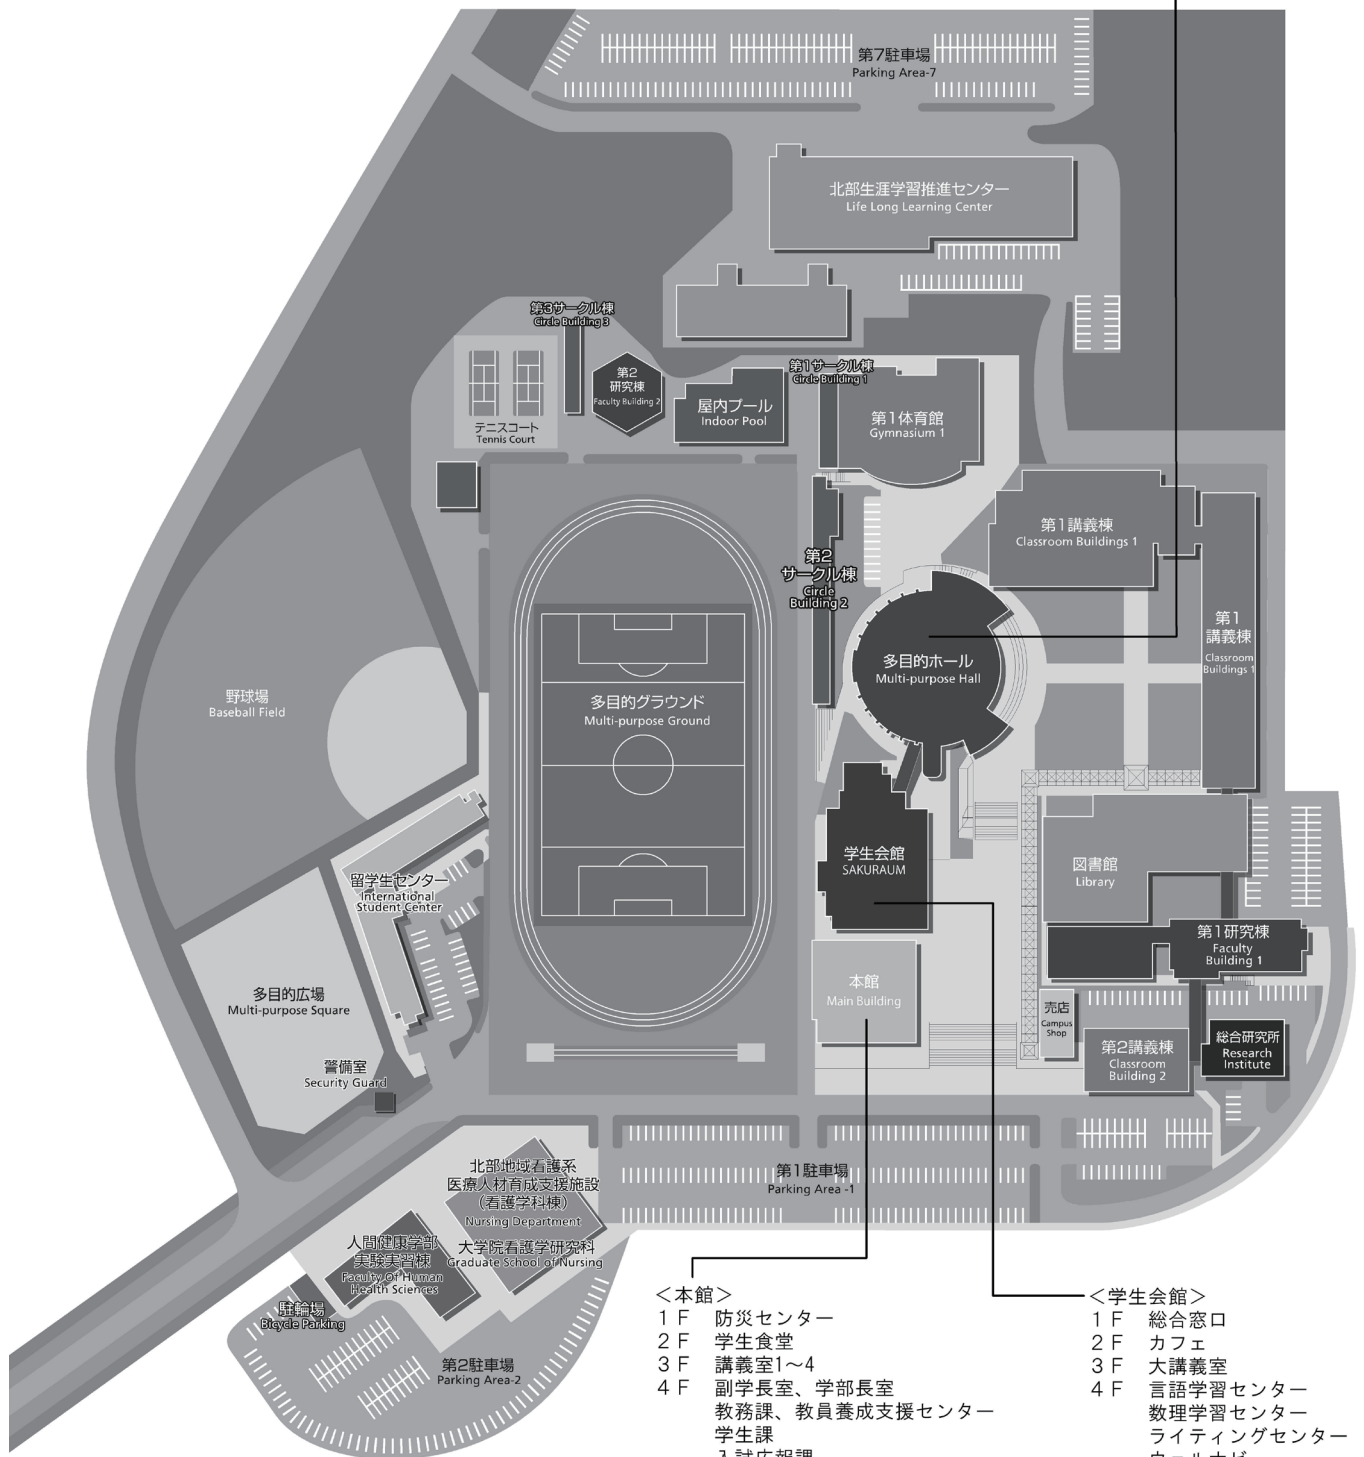 第7駐車場
Parking Area-7
北部生涯学習推進センター
Life Long Learning Center
第3サークル棟
Circle Building 3
第2
研究棟
Faculty Building 2
屋内プール
Indoor Pool
第1サークル棟
Circle Building 1
第1体育館
Gymnasium 1
テニスコート
Tennis Court
第1講義棟
Classroom Buildings 1
第2
サークル棟
Circle
Building 2
第1
講義棟
Classroom
Buildings 1
多目的ホール
Multi-purpose Hall
野球場
Baseball Field
多目的グラウンド
Multi-purpose Ground
学生会館
SAKURAUM
図書館
Library
留学生センター
International
Student Center
第1研究棟
Faculty
Building 1
本館
Main Building
多目的広場
Multi-purpose Square
売店
Campus
Shop
第2講義棟
Classroom
Building 2
総合研究所
Research
Institute
警備室
Security Guard
第1駐車場
Parking Area -1
北部地域看護系
医療人材育成支援施設
（看護学科棟）
Nursing Department
大学院看護学研究科
Graduate School of Nursing
人間健康学部
実験実習棟
Faculty Of Human
Health Sciences
駐輪場
Bicycle Parking
第2駐車場
Parking Area-2
＜本館＞
１Ｆ 防災センター
２Ｆ 学生食堂
３Ｆ 講義室1～4
４Ｆ 副学長室、学部長室
教務課、教員養成支援センター
学生課
入試広報課
＜学生会館＞
１Ｆ 総合窓口
２Ｆ カフェ
３Ｆ 大講義室
４Ｆ 言語学習センター
数理学習センター
ライティングセンター
ウェルナビ